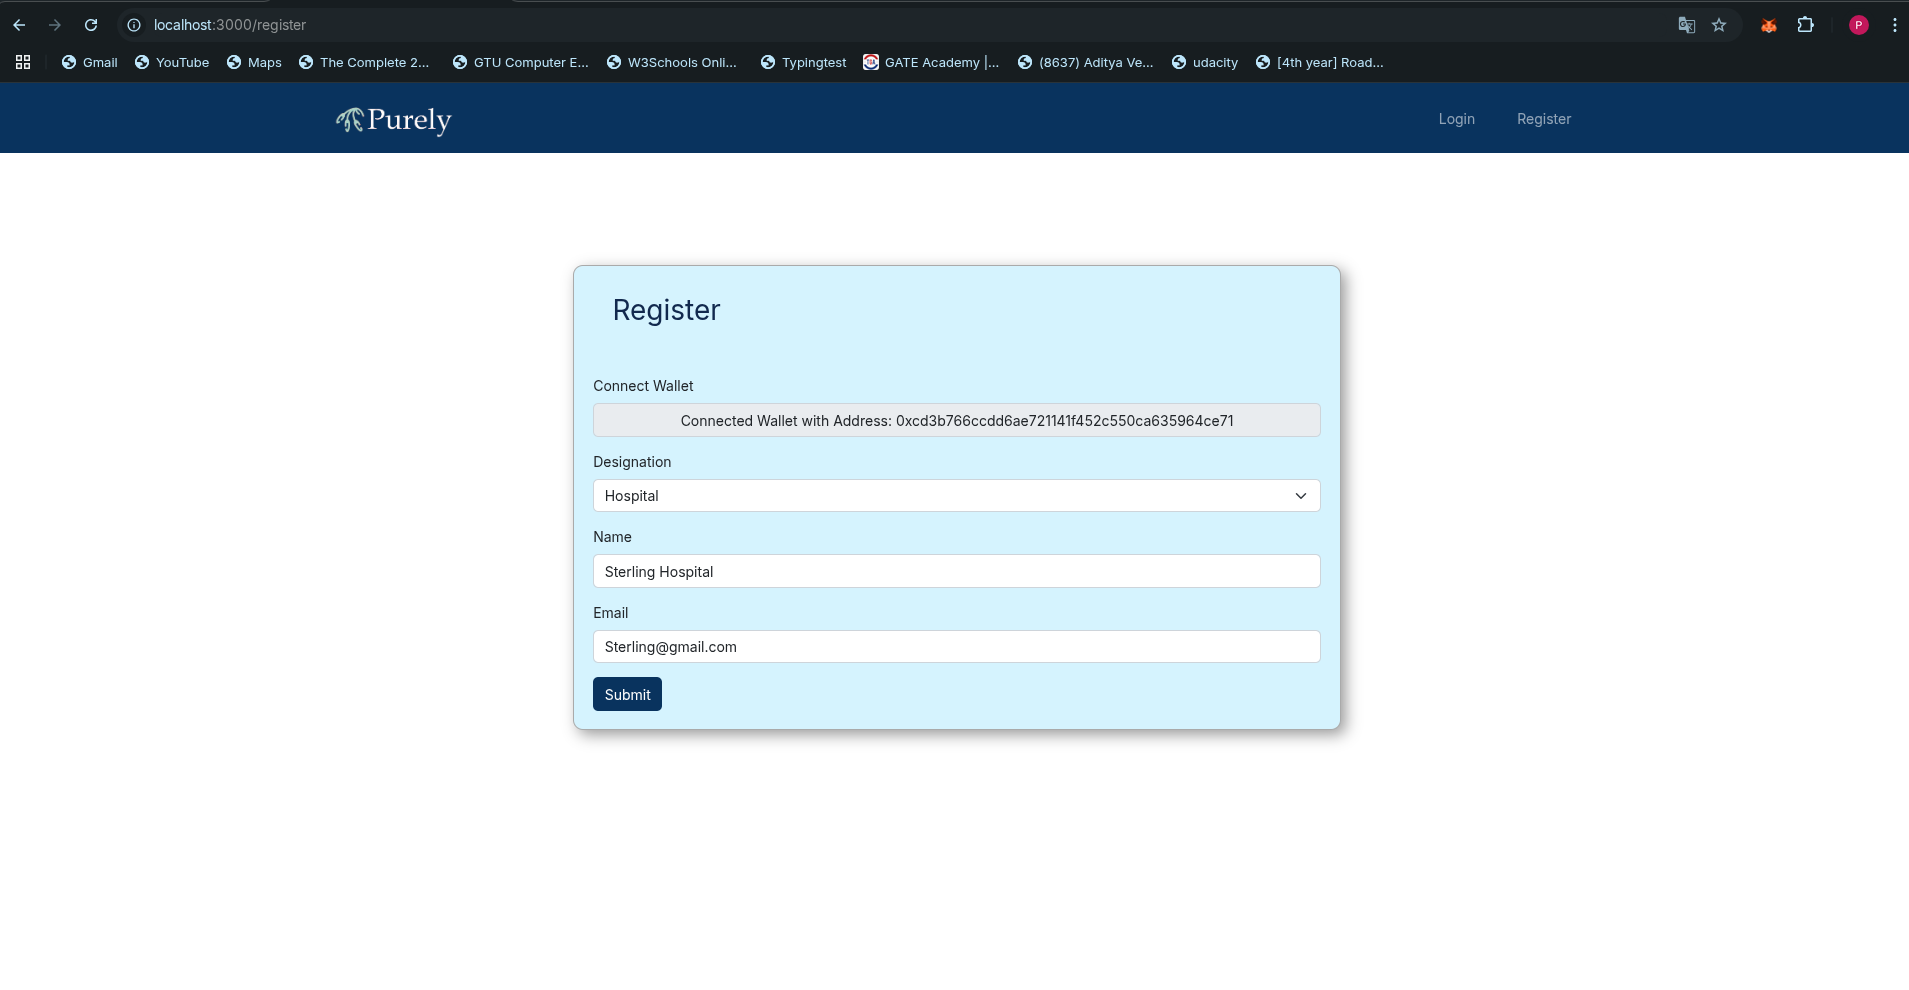 localhost:3000/register
P
Gmail YouTube Maps The Complete 2... GTU Computer E... W3Schools Onli... Typingtest GATE Academy |... (8637) Aditya Ve... udacity [4th year] Road...
Purely Login Register
Register
Connect Wallet
Connected Wallet with Address: 0xcd3b766ccdd6ae721141f452c550ca635964ce71
Designation
Hospital
Name
Sterling Hospital
Email
Sterling@gmail.com
Submit